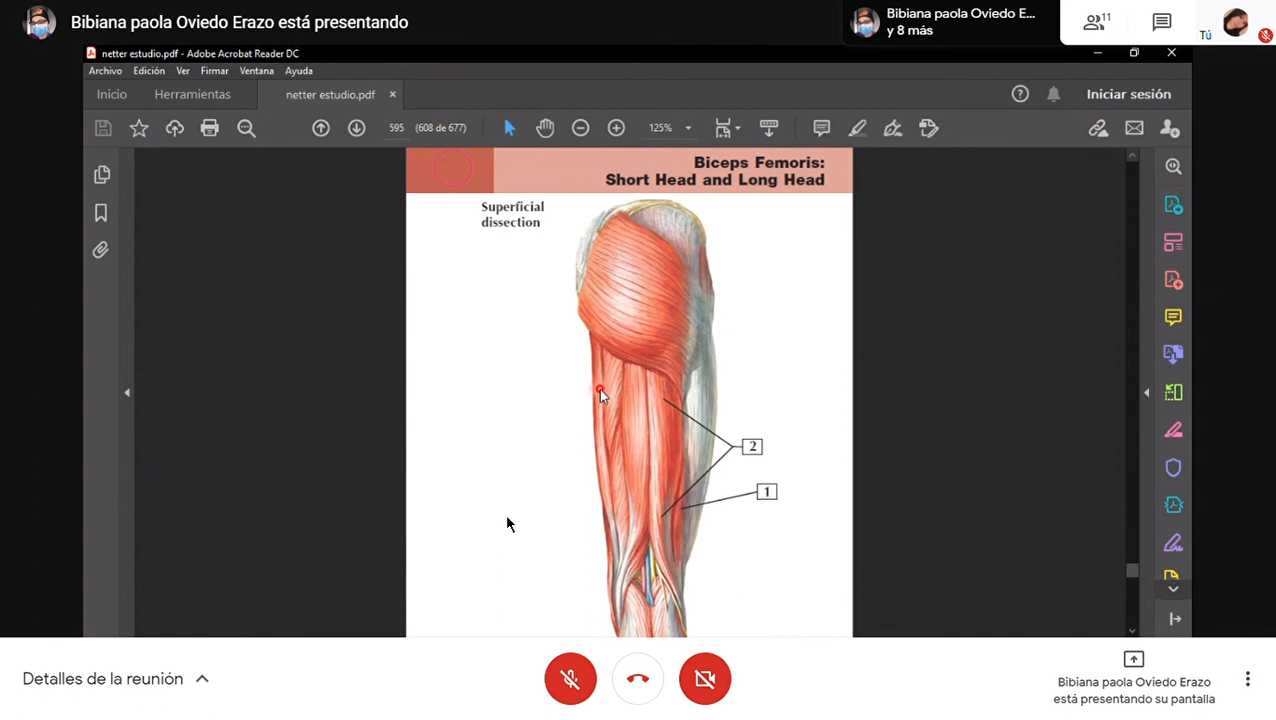 Bibiana paola Oviedo Erazo está presentando
Bibiana paola Oviedo E...
y 8 más
11
Tú
netter estudio.pdf - Adobe Acrobat Reader DC
Archivo Edición Ver Firmar Ventana Ayuda
Inicio Herramientas netter estudio.pdf × Iniciar sesión
595 (608 de 677) 125%
Biceps Femoris:
Short Head and Long Head
Superficial
dissection
2
1
Detalles de la reunión
Bibiana paola Oviedo Erazo
está presentando su pantalla